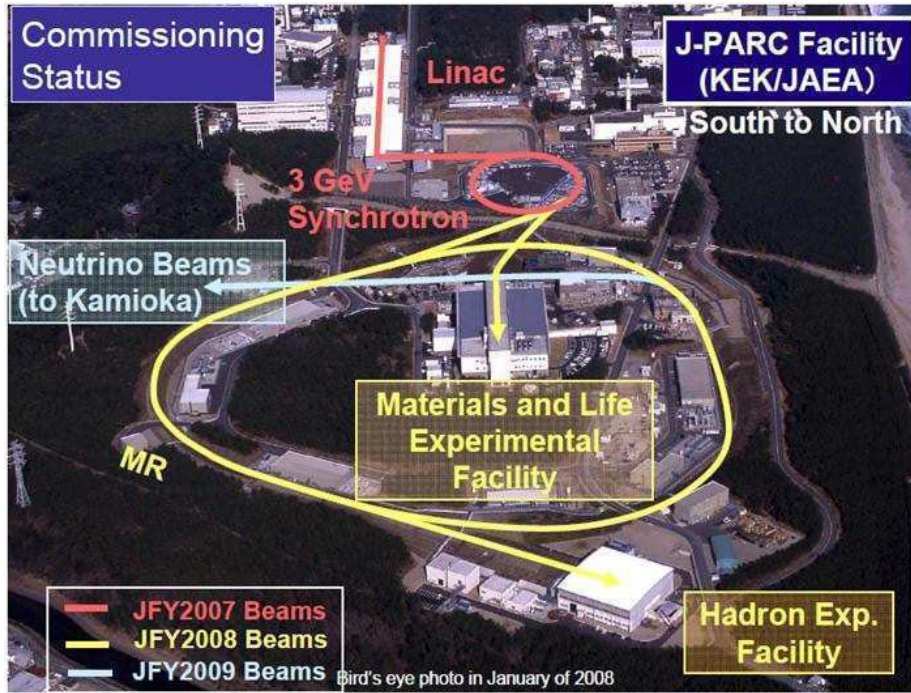 Commissioning
Status
J-PARC Facility
(KEK/JAEA）
South to North
Linac
3 GeV
Synchrotron
Neutrino Beams
(to Kamioka)
Materials and Life
Experimental
Facility
MR
Hadron Exp.
Facility
JFY2007 Beams
JFY2008 Beams
JFY2009 Beams
Bird's eye photo in January of 2008